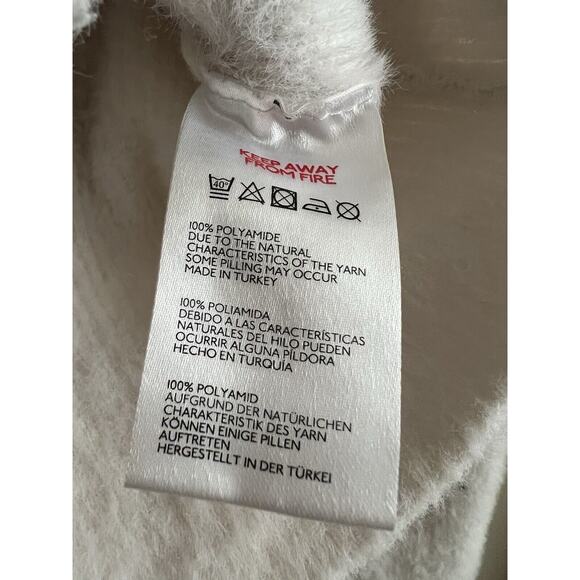 KEEP AWAY
FROM FIRE
40°
100% POLYAMIDE
DUE TO THE NATURAL
CHARACTERISTICS OF THE YARN
SOME PILLING MAY OCCUR
MADE IN TURKEY
100% POLIAMIDA
DEBIDO A LAS CARACTERÍSTICAS
NATURALES DEL HILO PUEDEN
OCURRIR ALGUNA PÍLDORA
HECHO EN TURQUÍA
100% POLYAMID
AUFGRUND DER NATÜRLICHEN
CHARAKTERISTIK DES YARN
KÖNNEN EINIGE PILLEN
AUFTRETEN
HERGESTELLT IN DER TÜRKEI